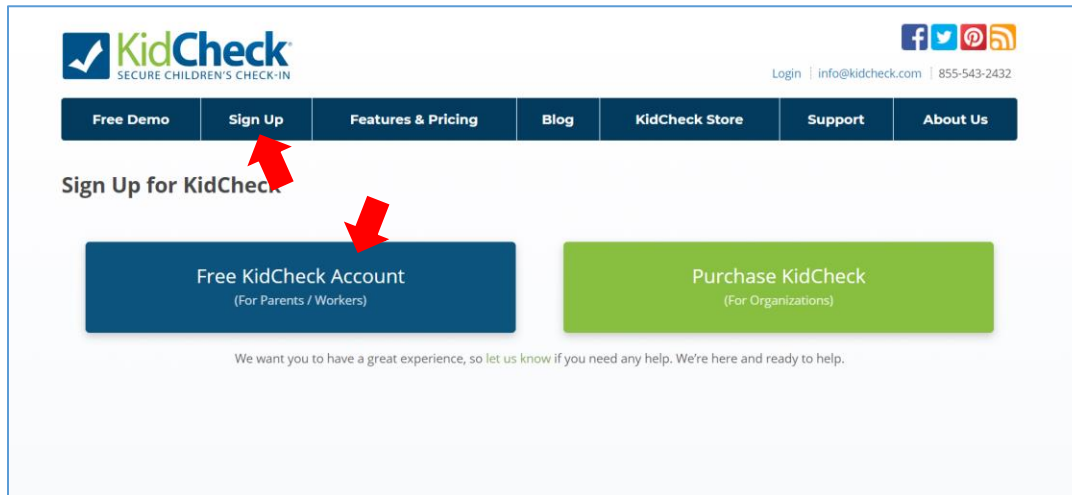 KidCheck
SECURE CHILDREN'S CHECK-IN
Login info@kidcheck.com 855-543-2432
Free Demo Sign Up Features & Pricing Blog KidCheck Store Support About Us
Sign Up for KidCheck
Free KidCheck Account
(For Parents / Workers)
Purchase KidCheck
(For Organizations)
We want you to have a great experience, so let us know if you need any help. We're here and ready to help.